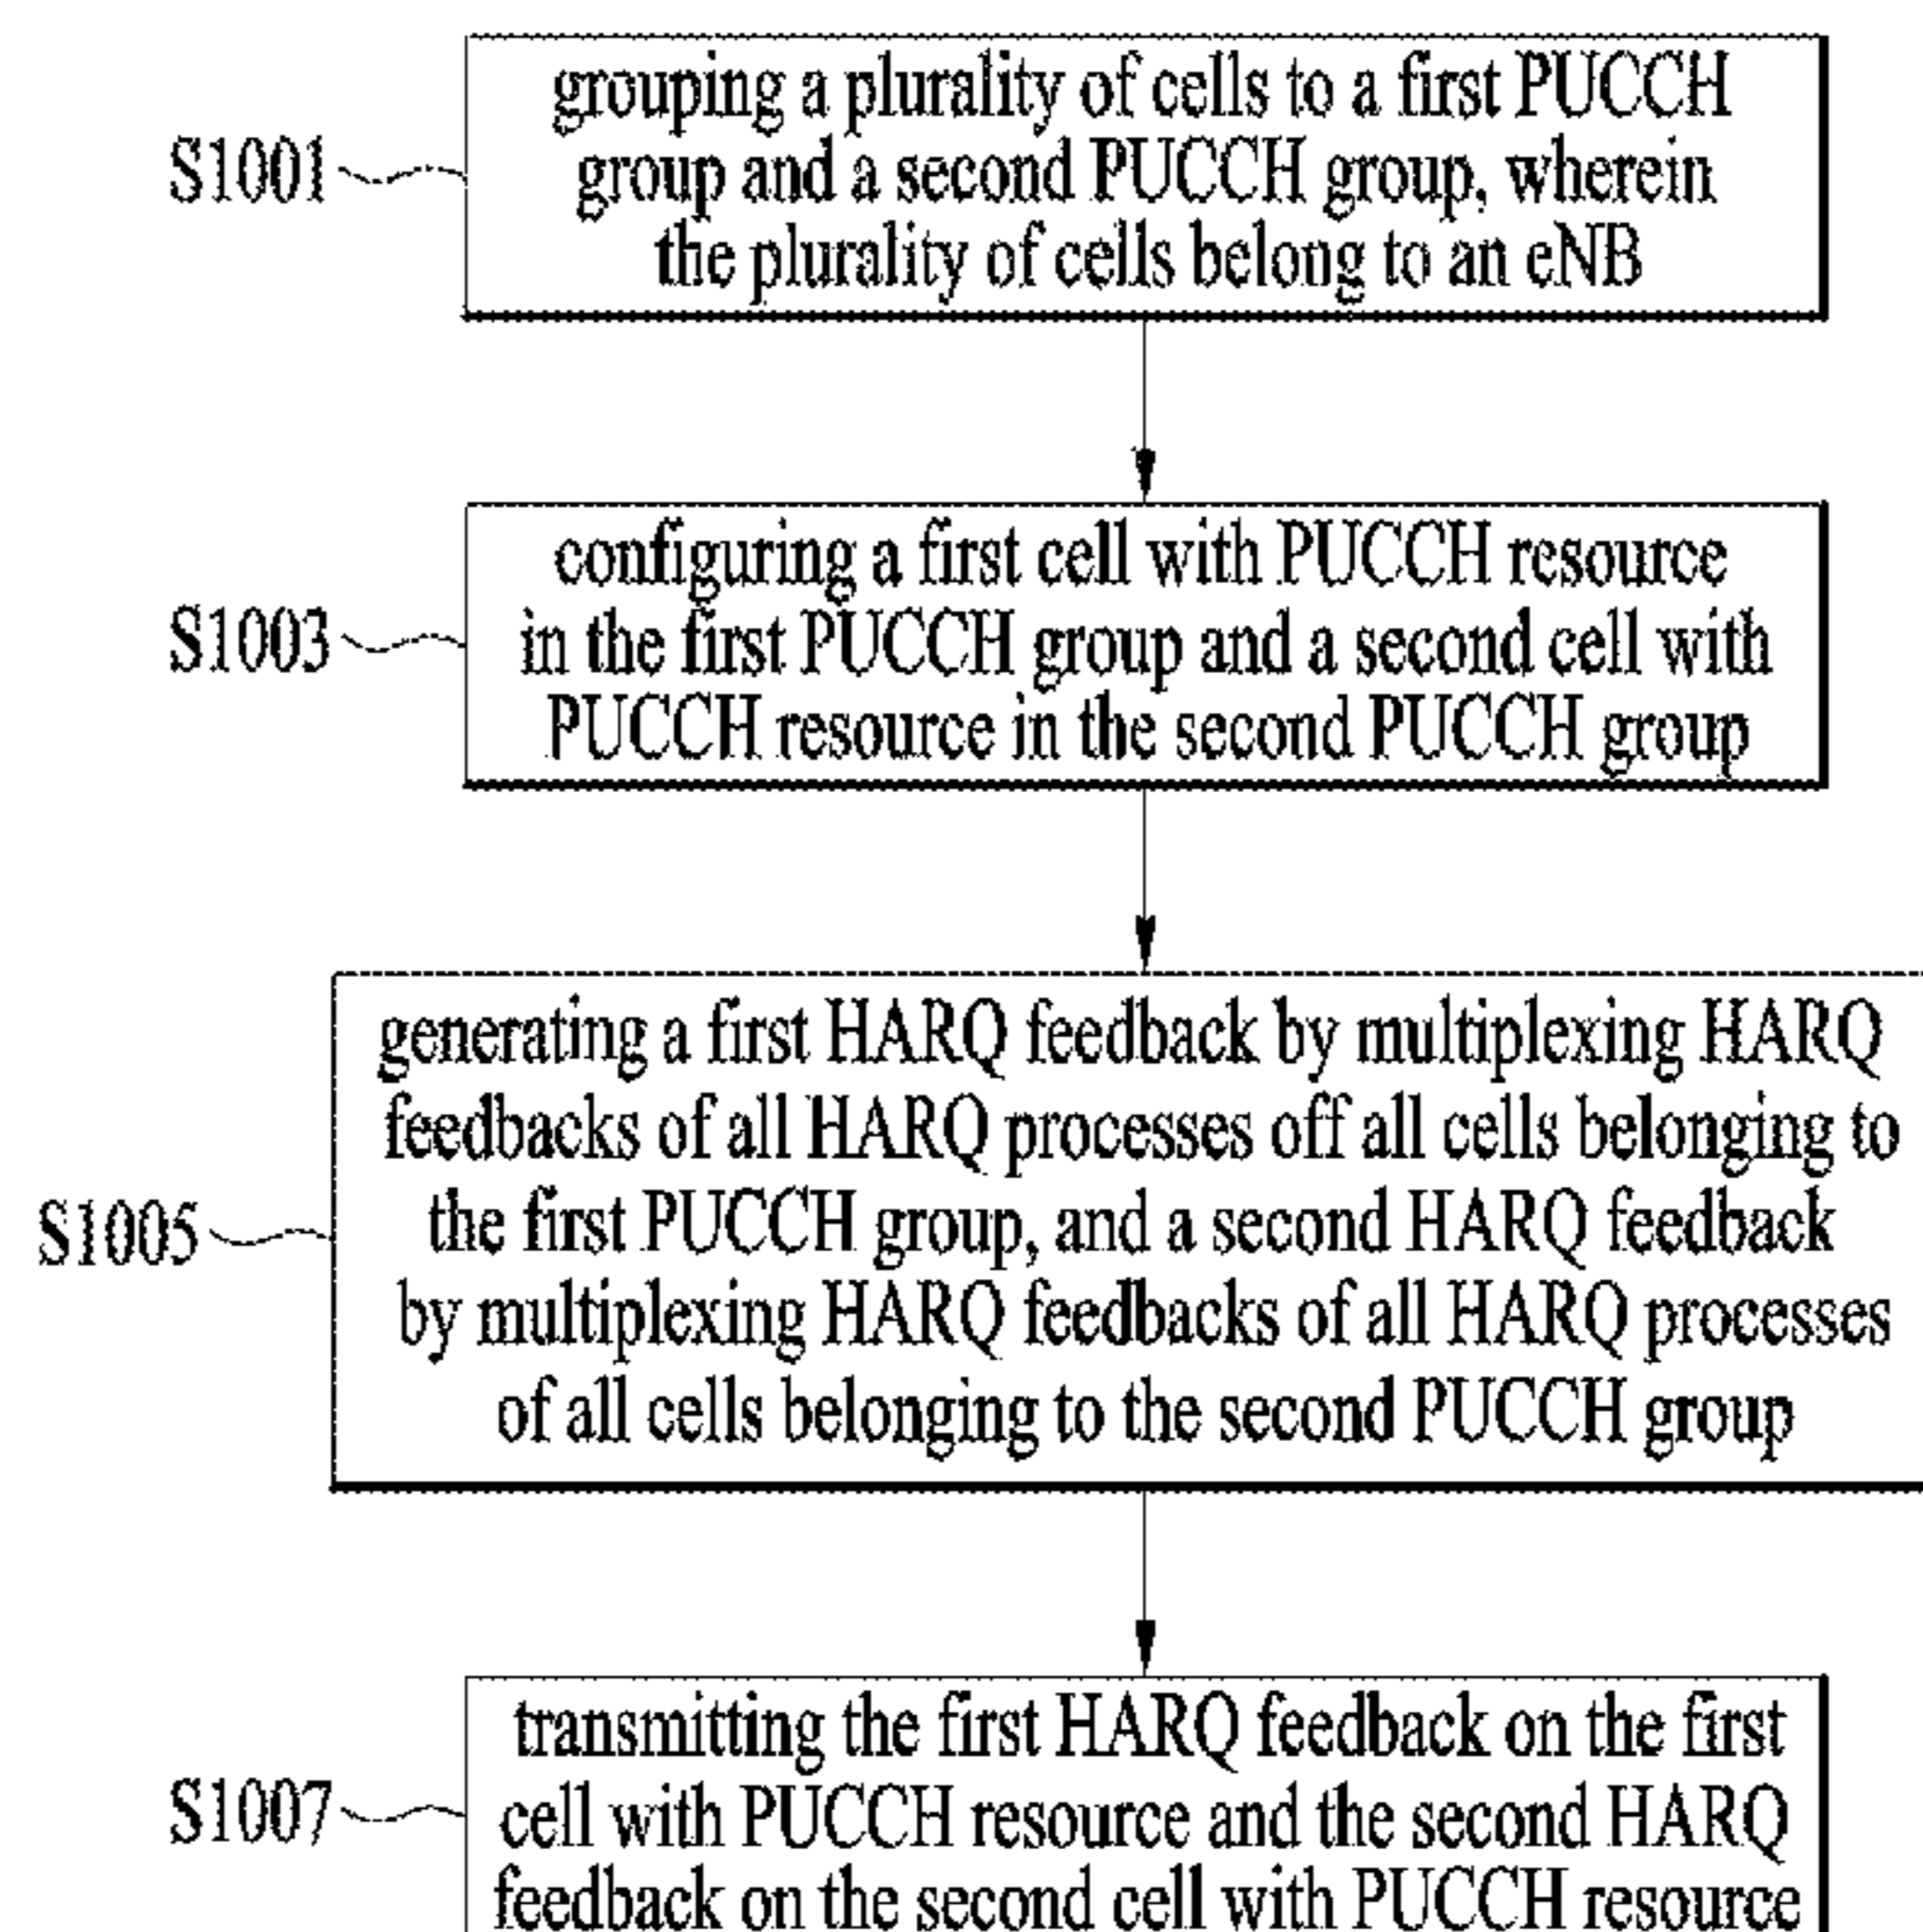 grouping a plurality of cells to a first PUCCH
S1001
group and a second PUCCH group, wherein
the plurality of cells belong to an eNB
configuring a first cell with PUCCH resource
S1003
in the first PUCCH group and a second cell with
PUCCH resource in the second PUCCH group
generating a first HARQ feedback by multiplexing HARQ
feedbacks of all HARQ processes off all cells belonging to
S1005
the first PUCCH group, and a second HARQ feedback
by multiplexing HARQ feedbacks of all HARQ processes
of all cells belonging to the second PUCCH group
transmitting the first HARQ feedback on the first
S1007
cell with PUCCH resource and the second HARQ
feedback on the second cell with PUCCH resource